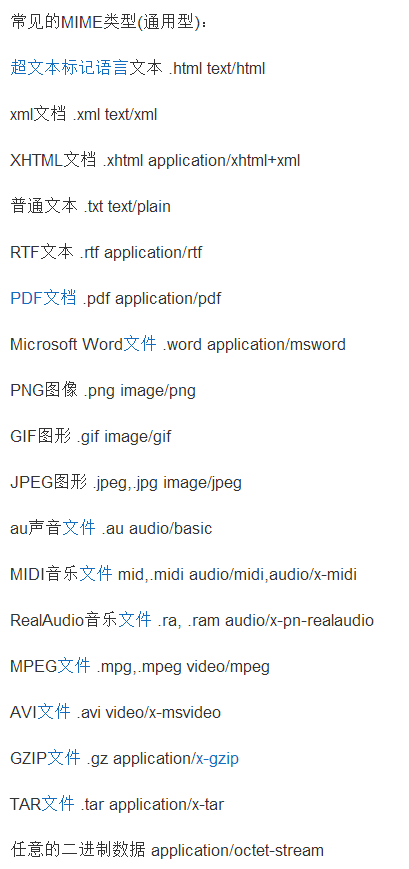 常见的MIME类型(通用型)：
超文本标记语言文本 .html text/html
xml文档 .xml text/xml
XHTML文档 .xhtml application/xhtml+xml
普通文本 .txt text/plain
RTF文本 .rtf application/rtf
PDF文档 .pdf application/pdf
Microsoft Word文件 .word application/msword
PNG图像 .png image/png
GIF图形 .gif image/gif
JPEG图形 .jpeg,.jpg image/jpeg
au声音文件 .au audio/basic
MIDI音乐文件 mid,.midi audio/midi,audio/x-midi
RealAudio音乐文件 .ra, .ram audio/x-pn-realaudio
MPEG文件 .mpg,.mpeg video/mpeg
AVI文件 .avi video/x-msvideo
GZIP文件 .gz application/x-gzip
TAR文件 .tar application/x-tar
任意的二进制数据 application/octet-stream